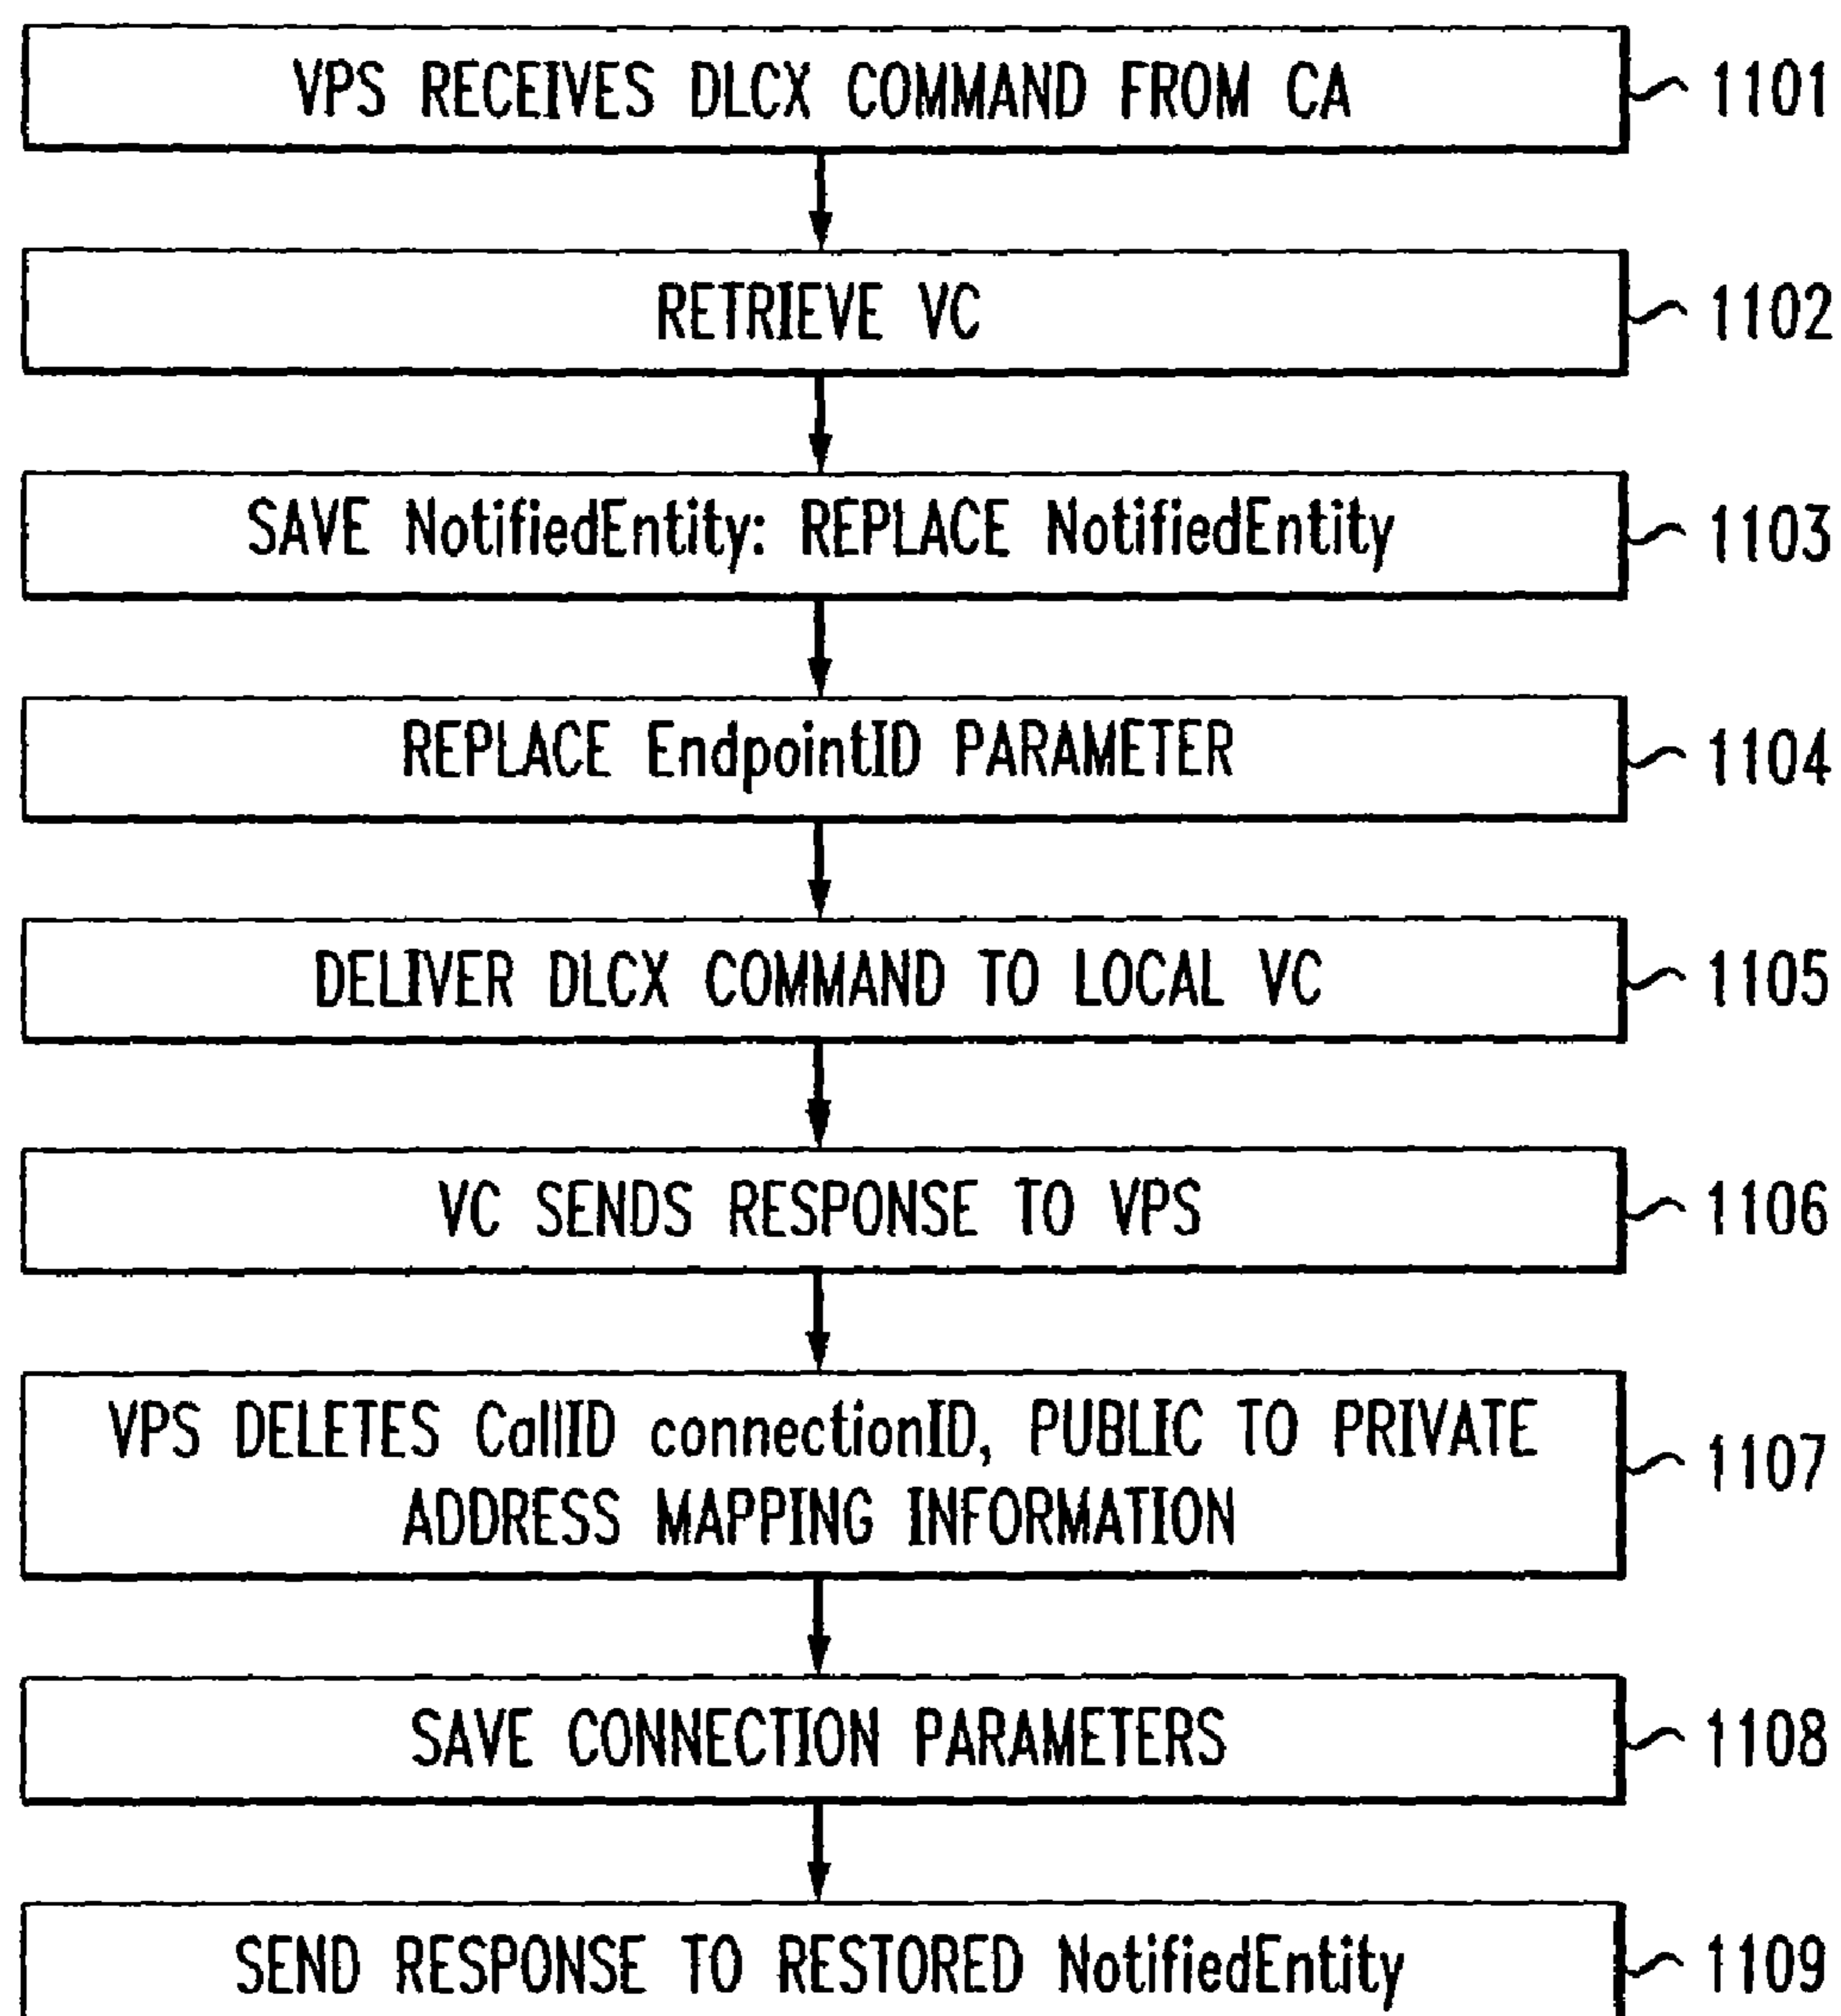 VPS RECEIVES DLCX COMMAND FROM CA 1101
RETRIEVE VC 1102
SAVE NotifiedEntity: REPLACE NotifiedEntity 1103
REPLACE EndpointID PARAMETER 1104
DELIVER DLCX COMMAND TO LOCAL VC 1105
VC SENDS RESPONSE TO VPS 1106
VPS DELETES CallID connectionID, PUBLIC TO PRIVATE
ADDRESS MAPPING INFORMATION 1107
SAVE CONNECTION PARAMETERS 1108
SEND RESPONSE TO RESTORED NotifiedEntity 1109